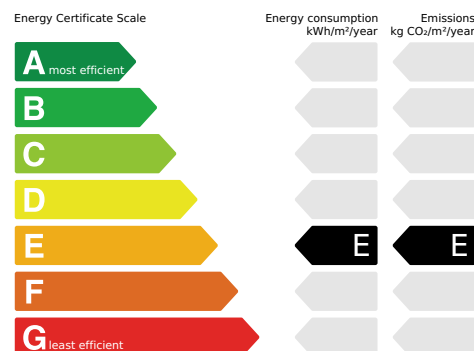 Energy Certificate Scale
Energy consumption
kWh/m²/year
Emissions
kg CO₂/m²/year
A most efficient
B
C
D
E E E
F
G least efficient